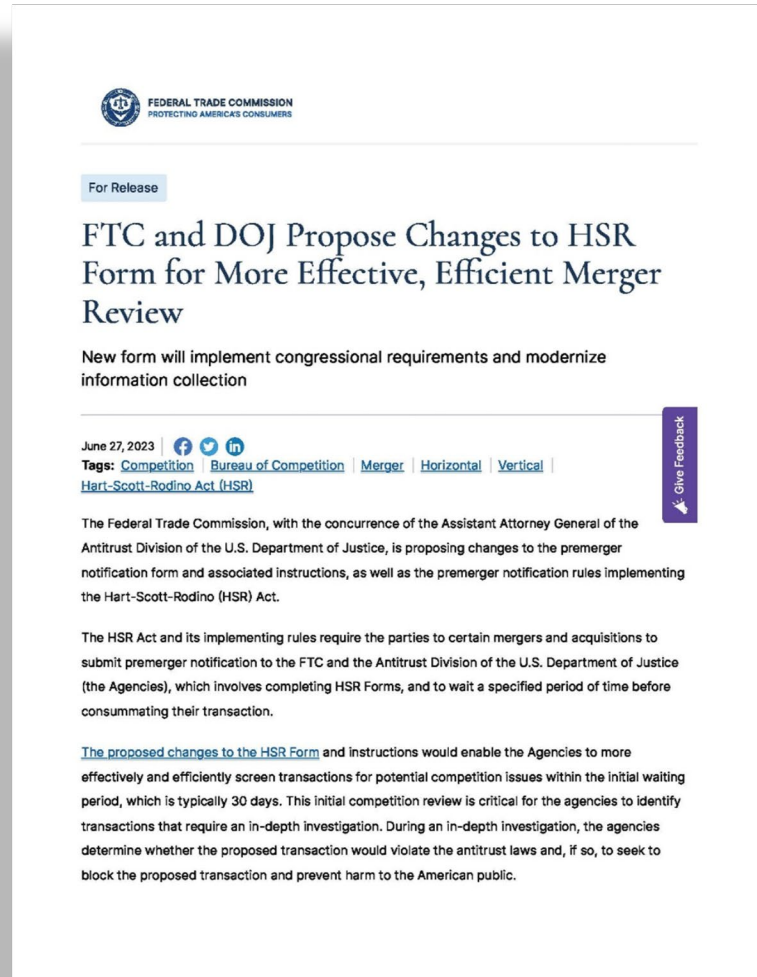 FEDERAL TRADE COMMISSION
PROTECTING AMERICA'S CONSUMERS
For Release
FTC and DOJ Propose Changes to HSR
Form for More Effective, Efficient Merger
Review
New form will implement congressional requirements and modernize
information collection
June 27, 2023
Tags: Competition | Bureau of Competition | Merger | Horizontal | Vertical |
Hart-Scott-Rodino Act (HSR)
Give Feedback
The Federal Trade Commission, with the concurrence of the Assistant Attorney General of the
Antitrust Division of the U.S. Department of Justice, is proposing changes to the premerger
notification form and associated instructions, as well as the premerger notification rules implementing
the Hart-Scott-Rodino (HSR) Act.
The HSR Act and its implementing rules require the parties to certain mergers and acquisitions to
submit premerger notification to the FTC and the Antitrust Division of the U.S. Department of Justice
(the Agencies), which involves completing HSR Forms, and to wait a specified period of time before
consummating their transaction.
The proposed changes to the HSR Form and instructions would enable the Agencies to more
effectively and efficiently screen transactions for potential competition issues within the initial waiting
period, which is typically 30 days. This initial competition review is critical for the agencies to identify
transactions that require an in-depth investigation. During an in-depth investigation, the agencies
determine whether the proposed transaction would violate the antitrust laws and, if so, to seek to
block the proposed transaction and prevent harm to the American public.